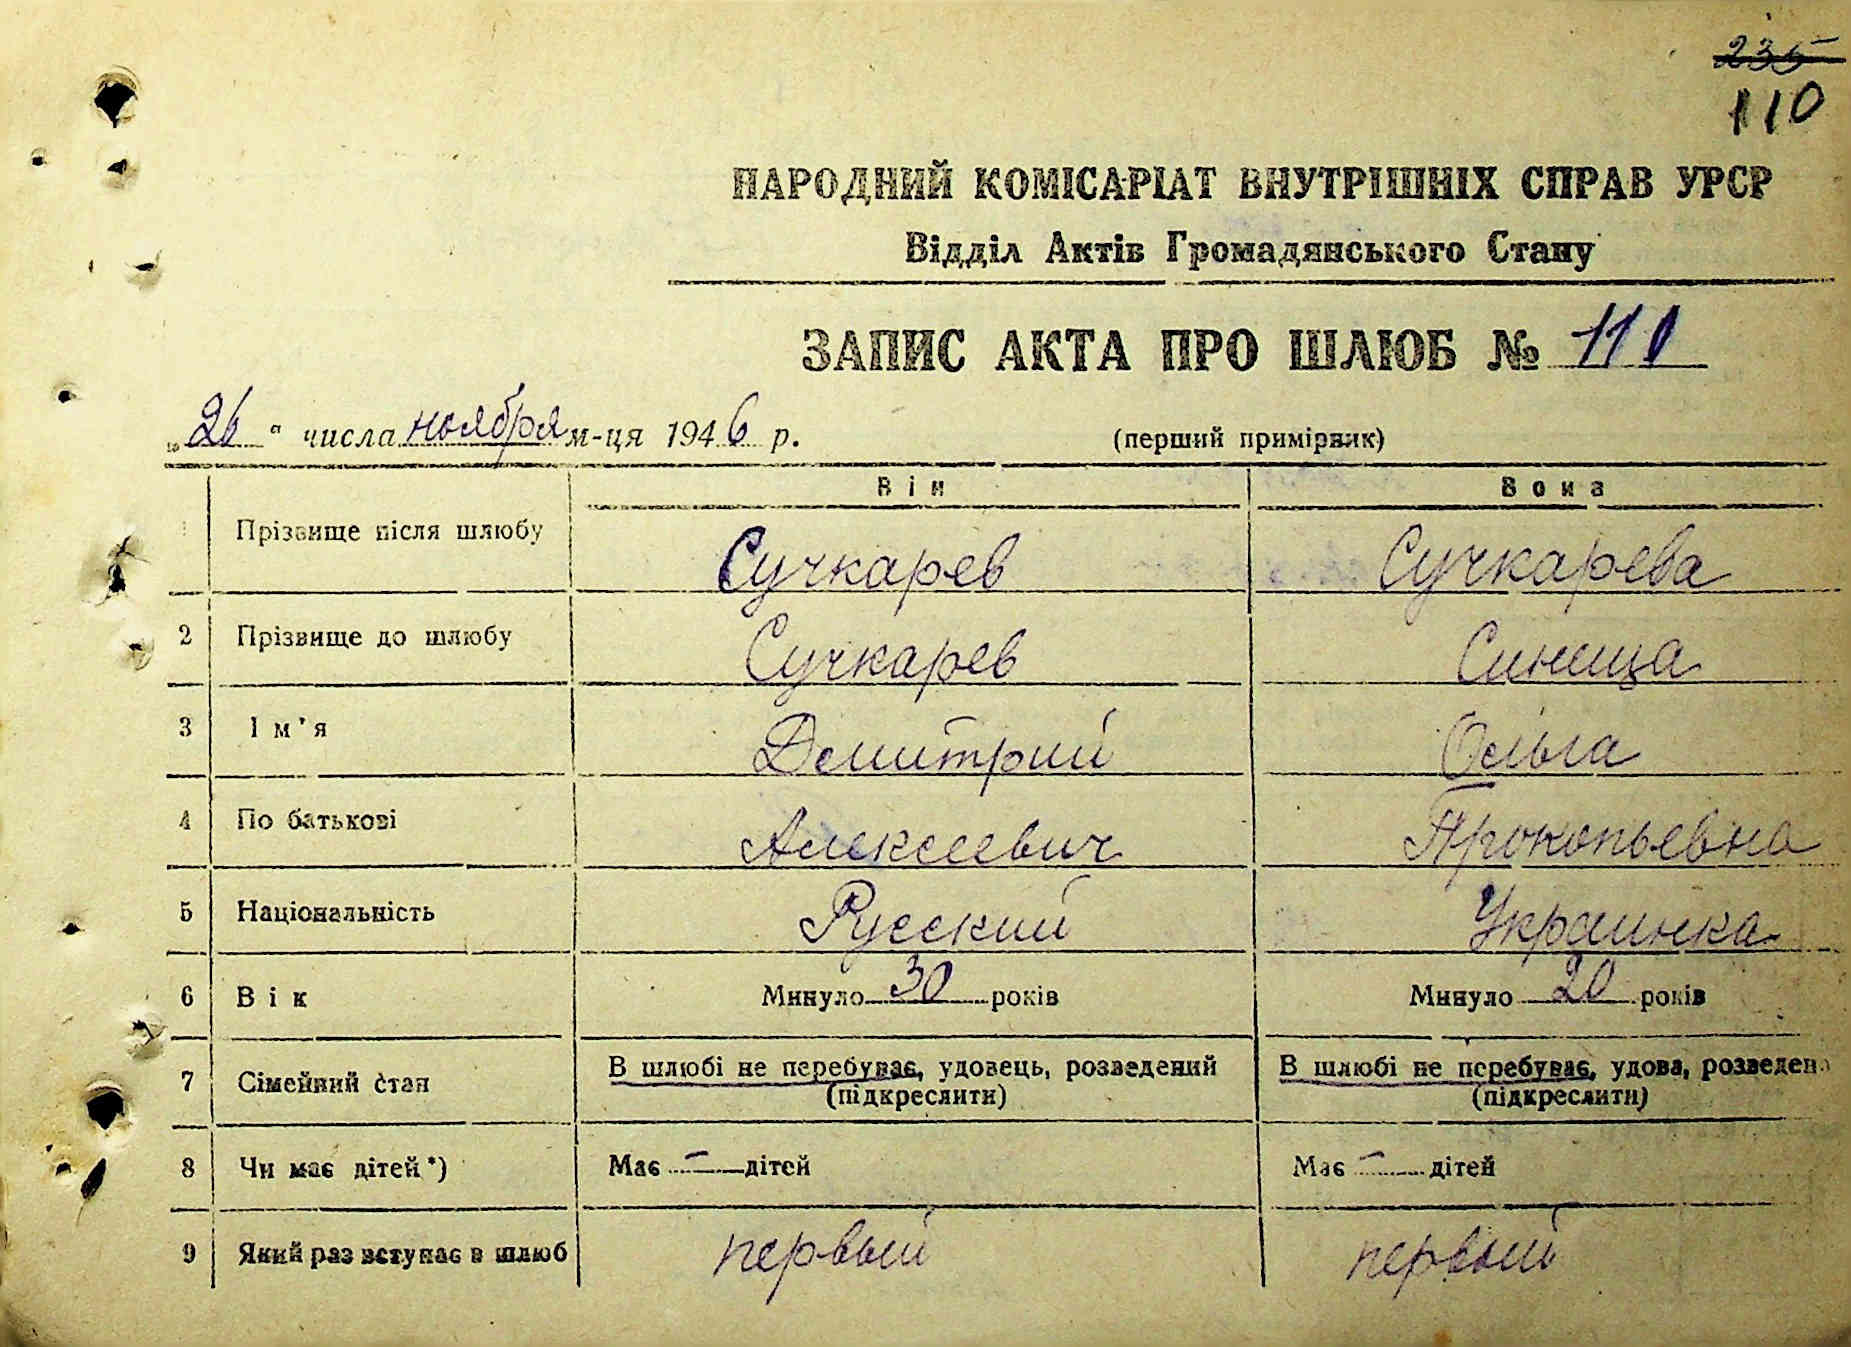 235
110
НАРОДНИЙ КОМІСАРІАТ ВНУТРІШНІХ СПРАВ УРСР
Відділ Актів Громадянського Стану
ЗАПИС АКТА ПРО ШЛЮБ № 110
„26“ числа ноября м-ця 1946 р. (перший примірник)
Він Вона
1 Прізвище після шлюбу Сучкарев Сучкарева
2 Прізвище до шлюбу Сучкарев Синица
3 Ім'я Демитрий Ольга
4 По батькові Алексеевич Прокопьевна
5 Національність Русский Украинка
6 Вік Минуло 30 років Минуло 20 років
7 Сімейний стан В шлюбі не перебуває, удовець, розведений В шлюбі не перебуває, удова, розведена
(підкреслити) (підкреслити)
8 Чи має дітей*) Має — дітей Має — дітей
9 Який раз вступає в шлюб первый первый